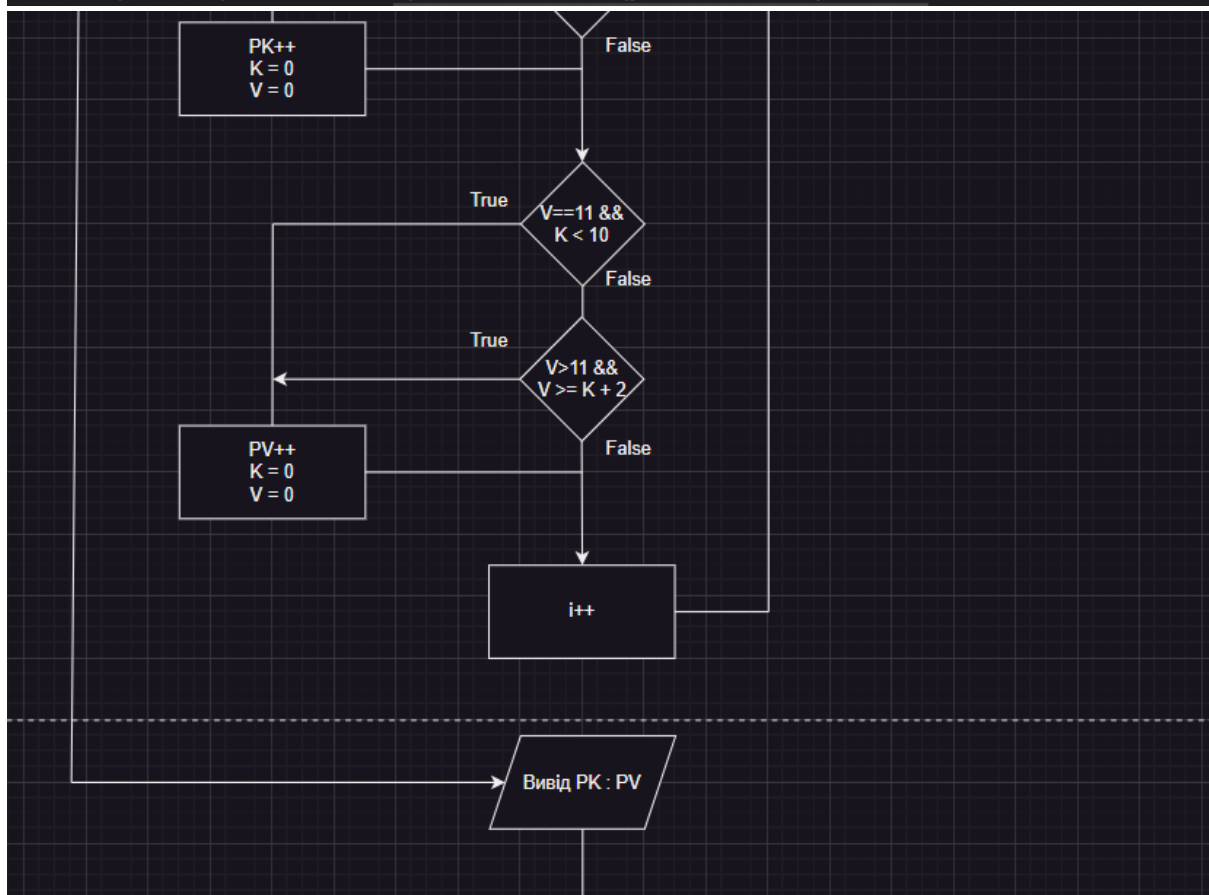 False
PK++
K = 0
V = 0
True
V==11 &&
K < 10
False
True
V>11 &&
V >= K + 2
False
PV++
K = 0
V = 0
i++
Вивід PK : PV